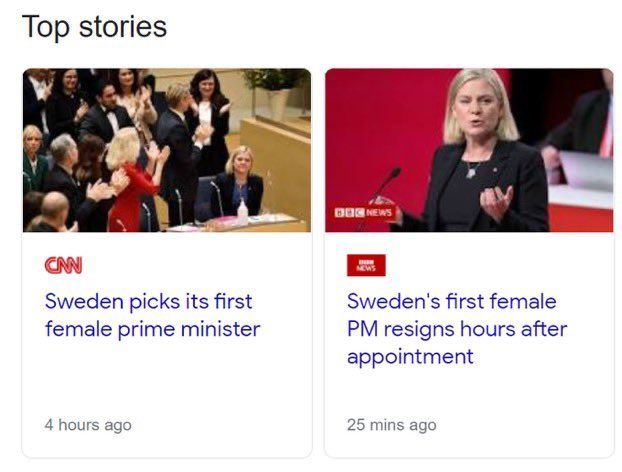 Top stories
BBC NEWS
CNN
Sweden picks its first
female prime minister
4 hours ago
BBC
NEWS
Sweden's first female
PM resigns hours after
appointment
25 mins ago